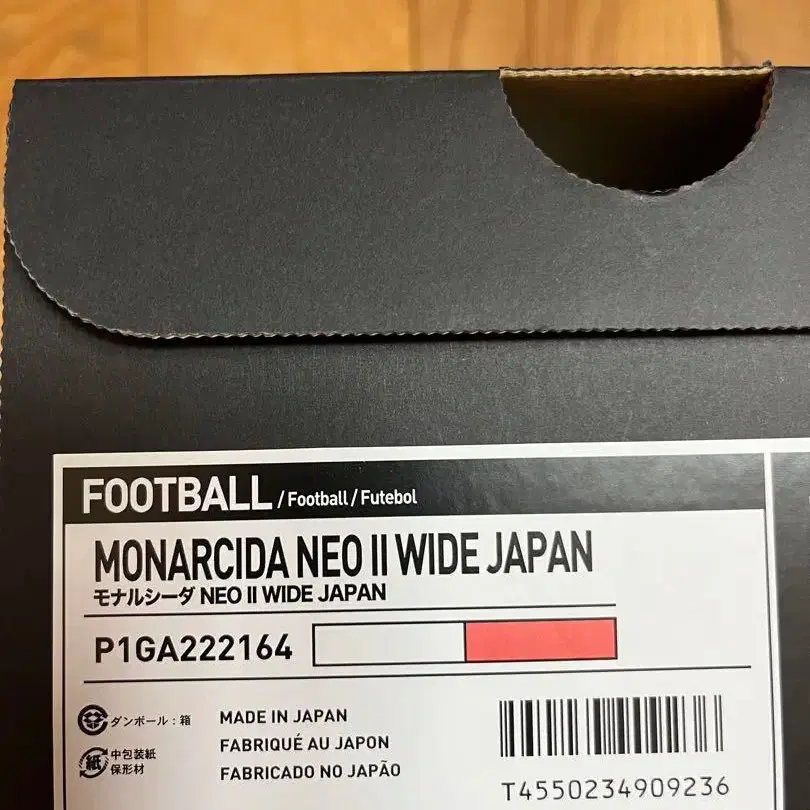 FOOTBALL / Football / Futebol
MONARCIDA NEO II WIDE JAPAN
モナルシーダ NEO II WIDE JAPAN
P1GA222164
ダンボール：箱
紙
中包装紙
保形材
MADE IN JAPAN
FABRIQUÉ AU JAPON
FABRICADO NO JAPÃO
T4550234909236